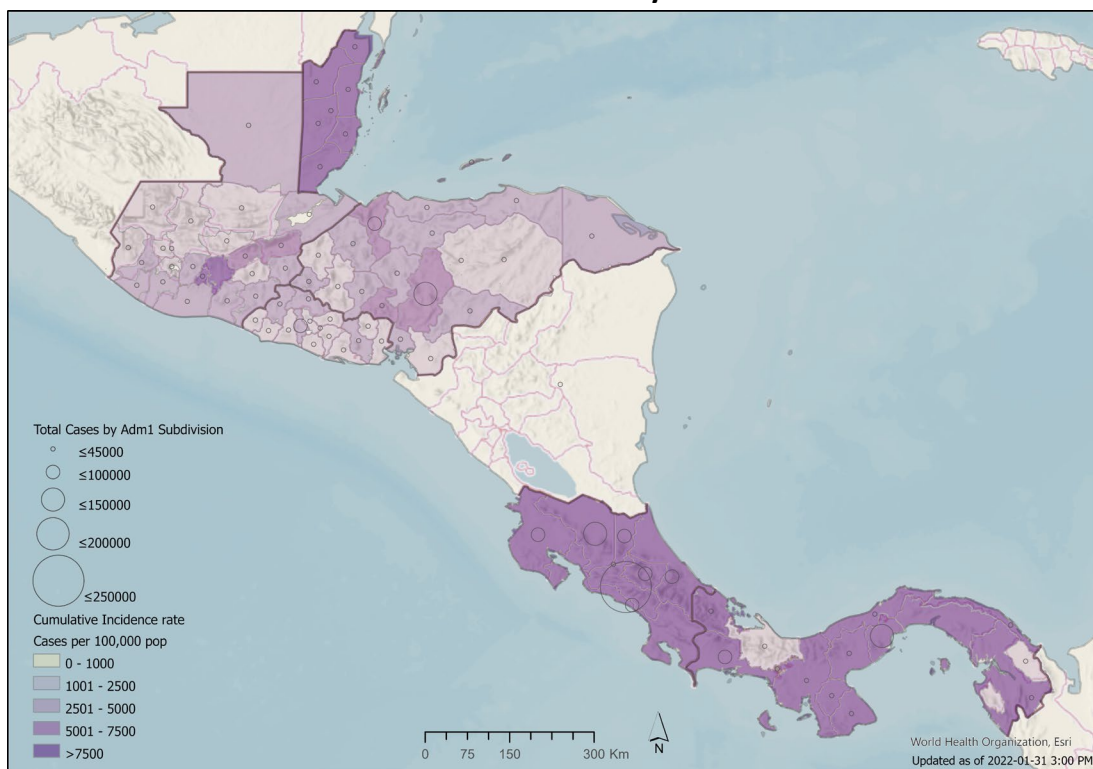 Total Cases by Adm1 Subdivision
≤45000
≤100000
≤150000
≤200000
≤250000
Cumulative Incidence rate
Cases per 100,000 pop
0 - 1000
1001 - 2500
2501 - 5000
5001 - 7500
>7500
0 75 150 300 Km
N
World Health Organization, Esri
Updated as of 2022-01-31 3:00 PM